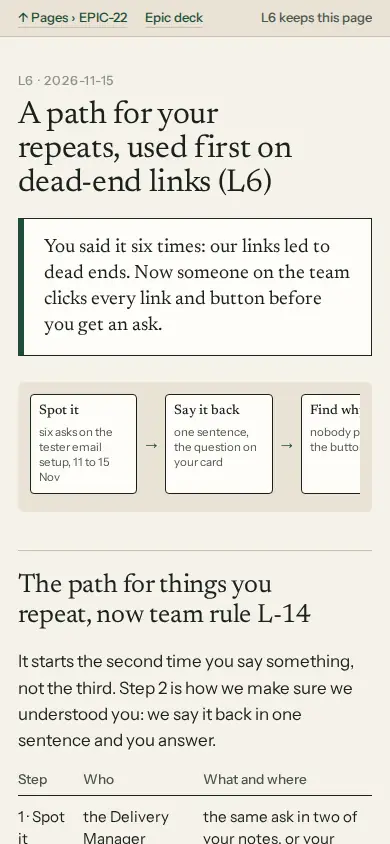 ↑ Pages › EPIC-22 Epic deck L6 keeps this page
L6 · 2026-11-15
A path for your
repeats, used first on
dead-end links (L6)
You said it six times: our links led to
dead ends. Now someone on the team
clicks every link and button before
you get an ask.
Spot it
six asks on the
tester email
setup, 11 to 15
Nov
→
Say it back
one sentence,
the question on
your card
→
Find why
nobody p
the butto
The path for things you
repeat, now team rule L-14
It starts the second time you say something,
not the third. Step 2 is how we make sure we
understood you: we say it back in one
sentence and you answer.
Step Who What and where
1 · Spot the Delivery the same ask in two of
it Manager your notes, or your